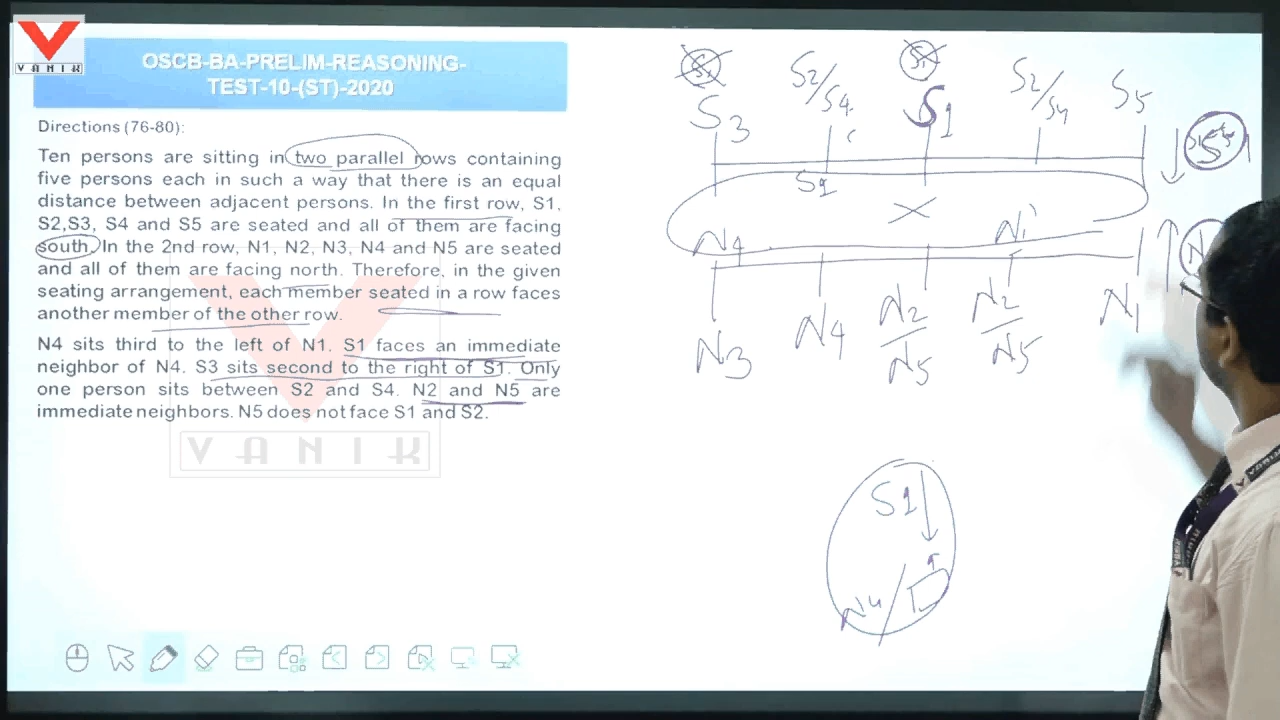 VANIK
OSCB-BA-PRELIM-REASONING-
TEST-10-(ST)-2020
Directions (76-80):
Ten persons are sitting in two parallel rows containing
five persons each in such a way that there is an equal
distance between adjacent persons. In the first row, S1,
S2,S3, S4 and S5 are seated and all of them are facing
south. In the 2nd row, N1, N2, N3, N4 and N5 are seated
and all of them are facing north. Therefore, in the given
seating arrangement, each member seated in a row faces
another member of the other row.
N4 sits third to the left of N1. S1 faces an immediate
neighbor of N4. S3 sits second to the right of S1. Only
one person sits between S2 and S4. N2 and N5 are
immediate neighbors. N5 does not face S1 and S2.
VANIK
S2/S4 S2/S4 S5
S3 S1
S1
N4 N1
N3 N4 N2/N5 N2/N5 N1
S1
N4/